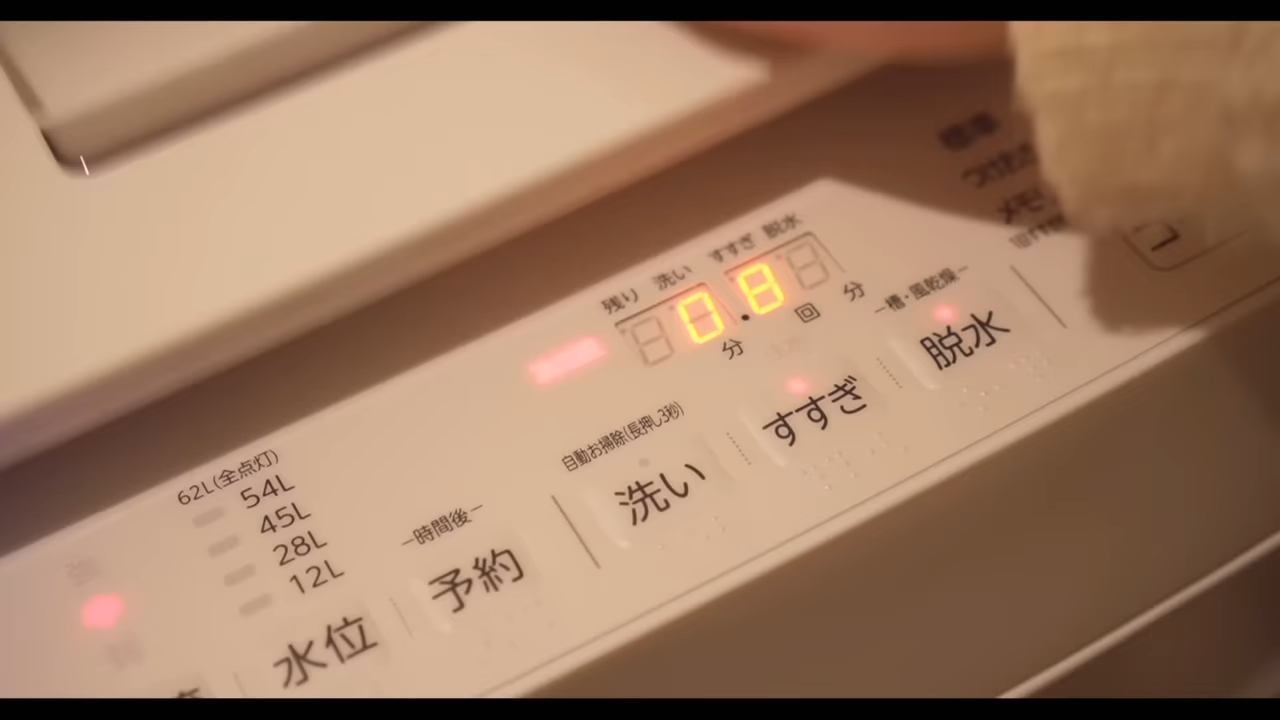 残り 洗い すすぎ 脱水
0.8
分 回 分
槽・風乾燥
脱水
すすぎ
自動お掃除(長押し3秒)
洗い
時間後
予約
62L(全点灯)
54L
45L
28L
12L
水位